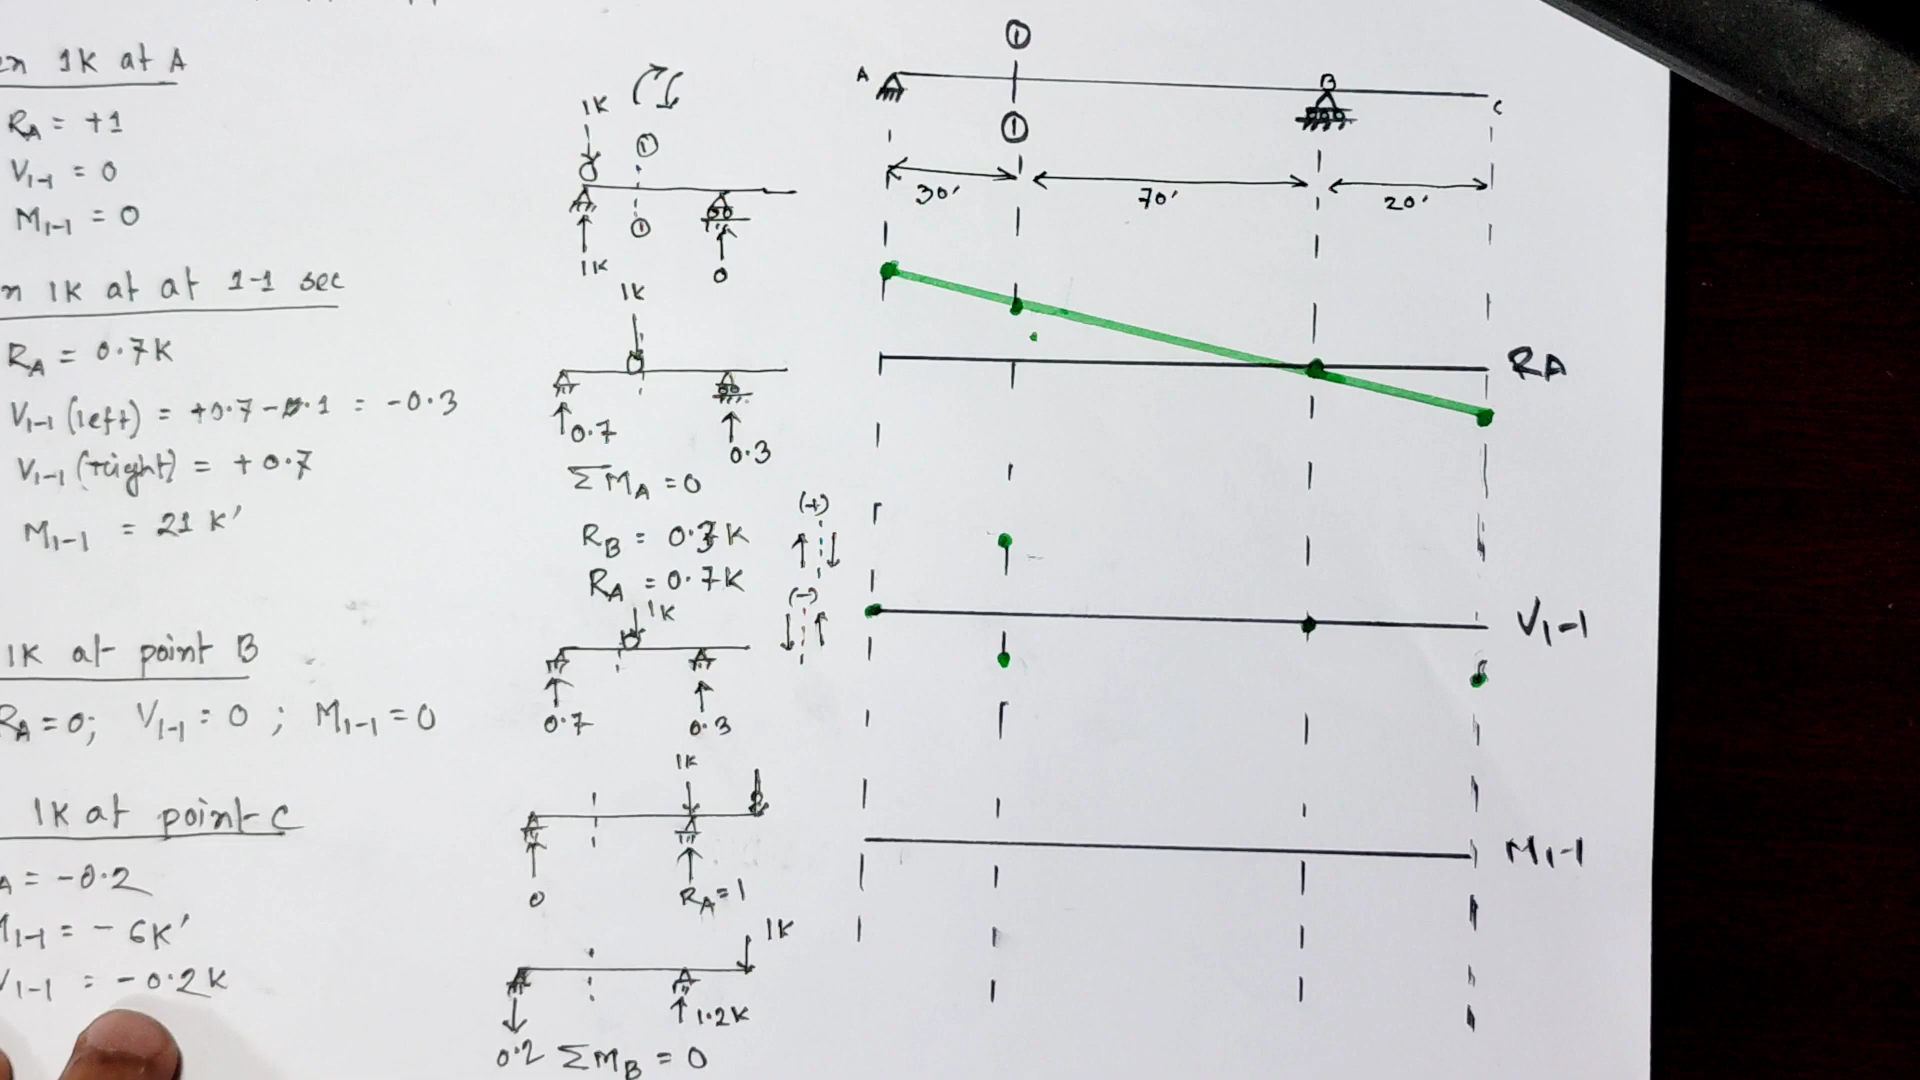 en 1K at A
RA = +1
V1-1 = 0
M1-1 = 0
n 1K at at 1-1 sec
RA = 0.7K
V1-1 (left) = +0.7-0.1 = -0.3
V1-1 (right) = +0.7
M1-1 = 21 K'
1K at point B
RA = 0; V1-1 = 0 ; M1-1 = 0
1K at point C
A = -0.2
M1-1 = - 6K'
V1-1 = -0.2K
1K
1
1
1K
0
1K
0.7
0.3
ΣMA = 0
RB = 0.3K
RA = 0.7K
1K
0.7
0.3
1K
0
RA = 1
1K
1.2K
0.2
ΣMB = 0
(+)
(-)
1
A
B
C
1
30'
70'
20'
RA
V1-1
M1-1